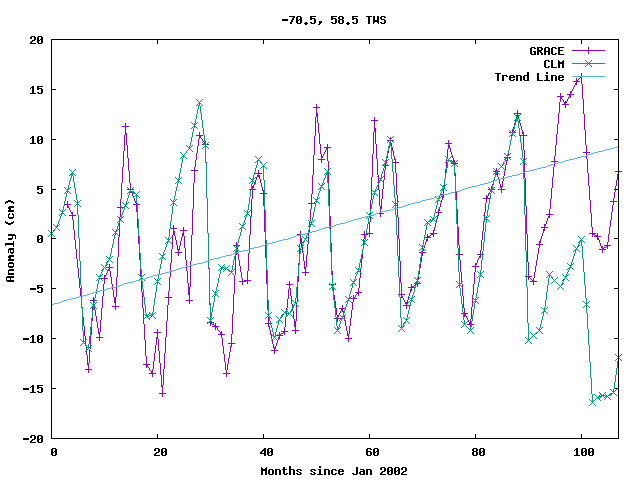 -70.5, 58.5 TWS
GRACE
CLM
Trend Line
20
15
10
5
0
-5
-10
-15
-20
Anomaly (cm)
0 20 40 60 80 100
Months since Jan 2002